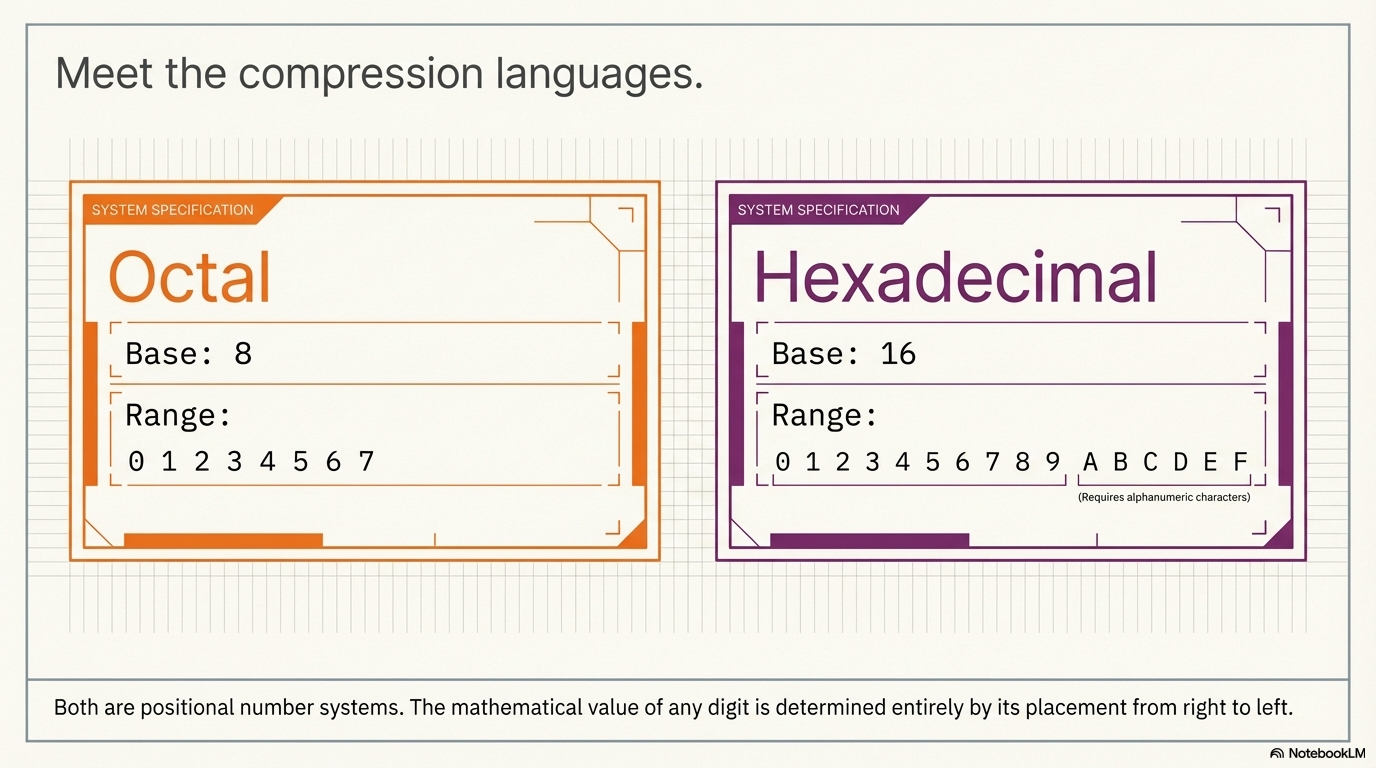 Meet the compression languages.
SYSTEM SPECIFICATION
Octal
Base: 8
Range:
0 1 2 3 4 5 6 7
SYSTEM SPECIFICATION
Hexadecimal
Base: 16
Range:
0 1 2 3 4 5 6 7 8 9 A B C D E F
(Requires alphanumeric characters)
Both are positional number systems. The mathematical value of any digit is determined entirely by its placement from right to left.
NotebookLM